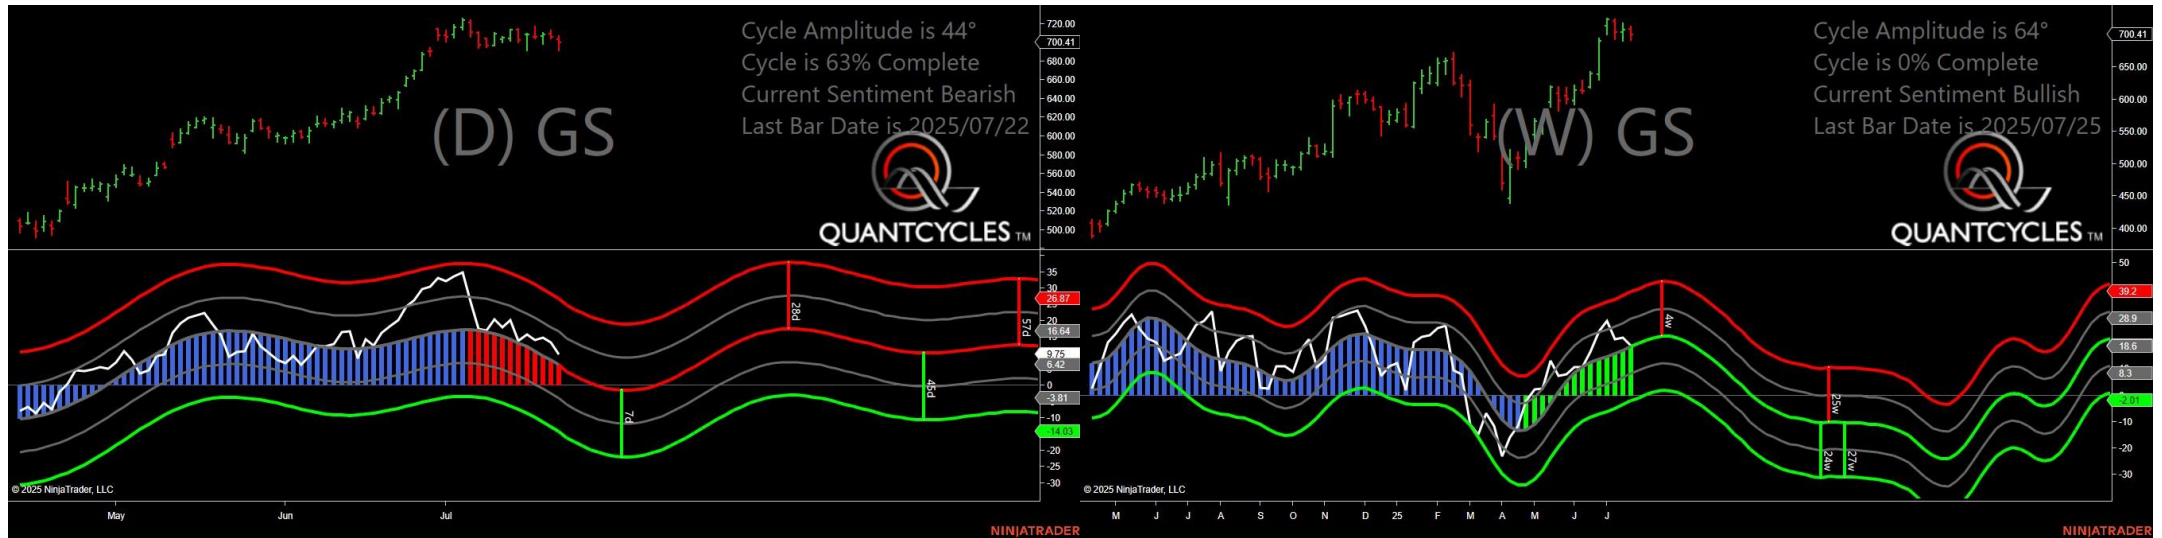 Cycle Amplitude is 44°
Cycle is 63% Complete
Current Sentiment Bearish
Last Bar Date is 2025/07/22
(D) GS
QUANTCYCLES TM
720.00
700.41
680.00
660.00
640.00
620.00
600.00
580.00
560.00
540.00
520.00
500.00
35
30
26.87
20
16.64
9.75
6.42
0
-3.81
-10
-14.03
-20
-25
-30
7d
28d
45d
57d
© 2025 NinjaTrader, LLC
May Jun Jul
NINJATRADER
Cycle Amplitude is 64°
Cycle is 0% Complete
Current Sentiment Bullish
Last Bar Date is 2025/07/25
(W) GS
QUANTCYCLES TM
700.41
650.00
600.00
550.00
500.00
450.00
400.00
50
39.2
28.9
18.6
8.3
-2.01
-10
-20
-30
4w
25w
24w
27w
© 2025 NinjaTrader, LLC
M J J A S O N D 25 F M A M J J
NINJATRADER